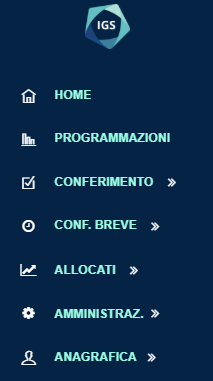 IGS
HOME
PROGRAMMAZIONI
CONFERIMENTO »
CONF. BREVE »
ALLOCATI »
AMMINISTRAZ. »
ANAGRAFICA »